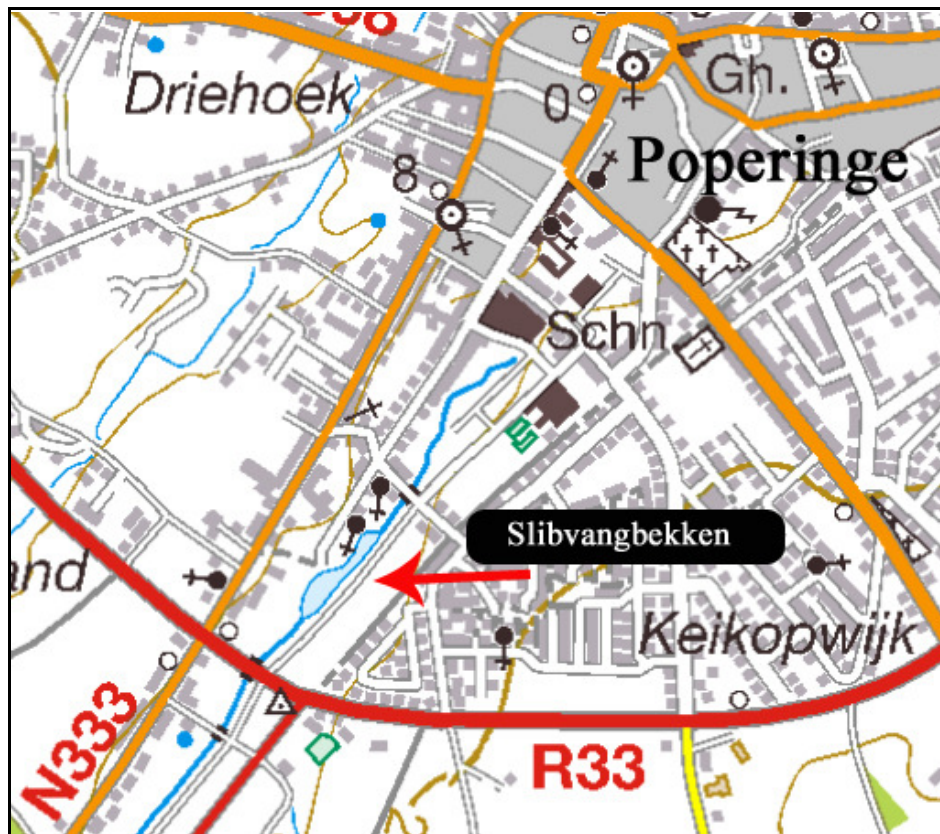 Driehoek
Gh.
0
Poperinge
8
Schn
Slibvangbekken
and
Keikopwijk
N333
R33